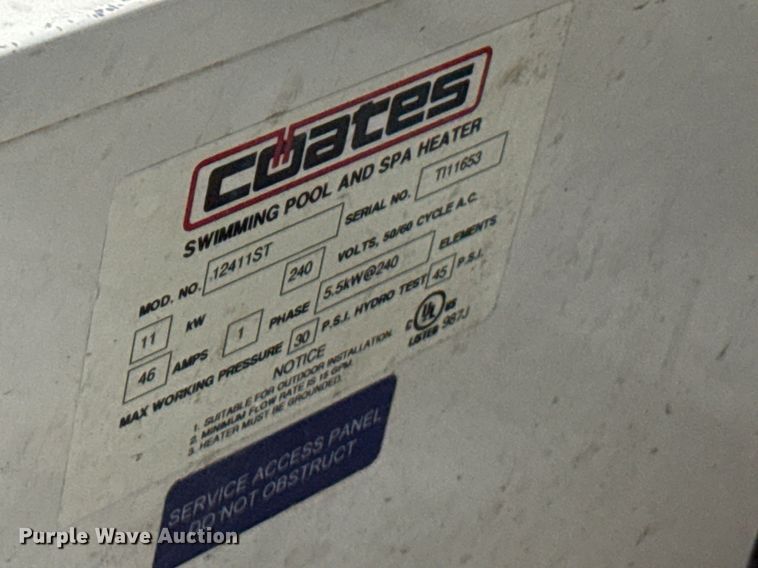 coates
SWIMMING POOL AND SPA HEATER
MOD. NO. 12411ST SERIAL NO. TI11653
11 KW 240 VOLTS, 50/60 CYCLE A.C.
46 AMPS 1 PHASE 5.5kW@240 ELEMENTS
MAX WORKING PRESSURE 30 P.S.I. HYDRO TEST 45 P.S.I.
NOTICE
1. SUITABLE FOR OUTDOOR INSTALLATION.
2. MINIMUM FLOW RATE IS 15 GPM.
3. HEATER MUST BE GROUNDED.
C UL US
LISTED 987J
SERVICE ACCESS PANEL
DO NOT OBSTRUCT
Purple Wave Auction